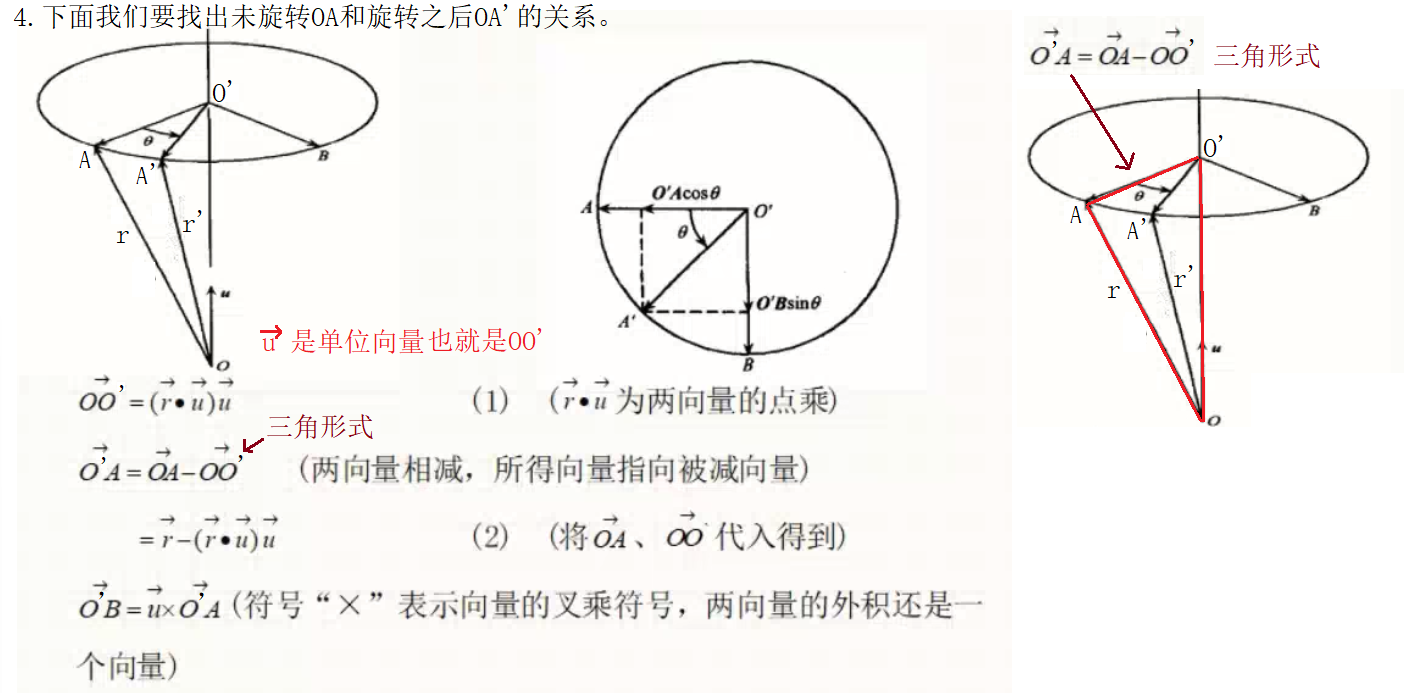 4.下面我们要找出未旋转OA和旋转之后OA'的关系。
O'
θ
A
A'
B
r
r'
u
O
A
O'Acosθ
O'
θ
A'
O'Bsinθ
B
O'A=OA-OO' 三角形式
O'
θ
A
A'
B
r
r'
u
O
u 是单位向量也就是OO'
OO'=(r•u)u (1) (r•u为两向量的点乘)
三角形式
O'A=OA-OO' (两向量相减，所得向量指向被减向量)
=r-(r•u)u (2) (将OA、OO'代入得到)
O'B=u×O'A(符号“×”表示向量的叉乘符号，两向量的外积还是一
个向量)